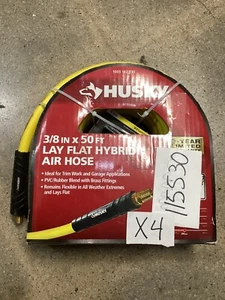 HUSKY
3/8 IN X 50 FT
LAY FLAT HYBRID
AIR HOSE
• Ideal for Trim Work and Garage Applications
• PVC/Rubber Blend with Brass Fittings
• Remains Flexible in All Weather Extremes
and Lays Flat
15530
X4